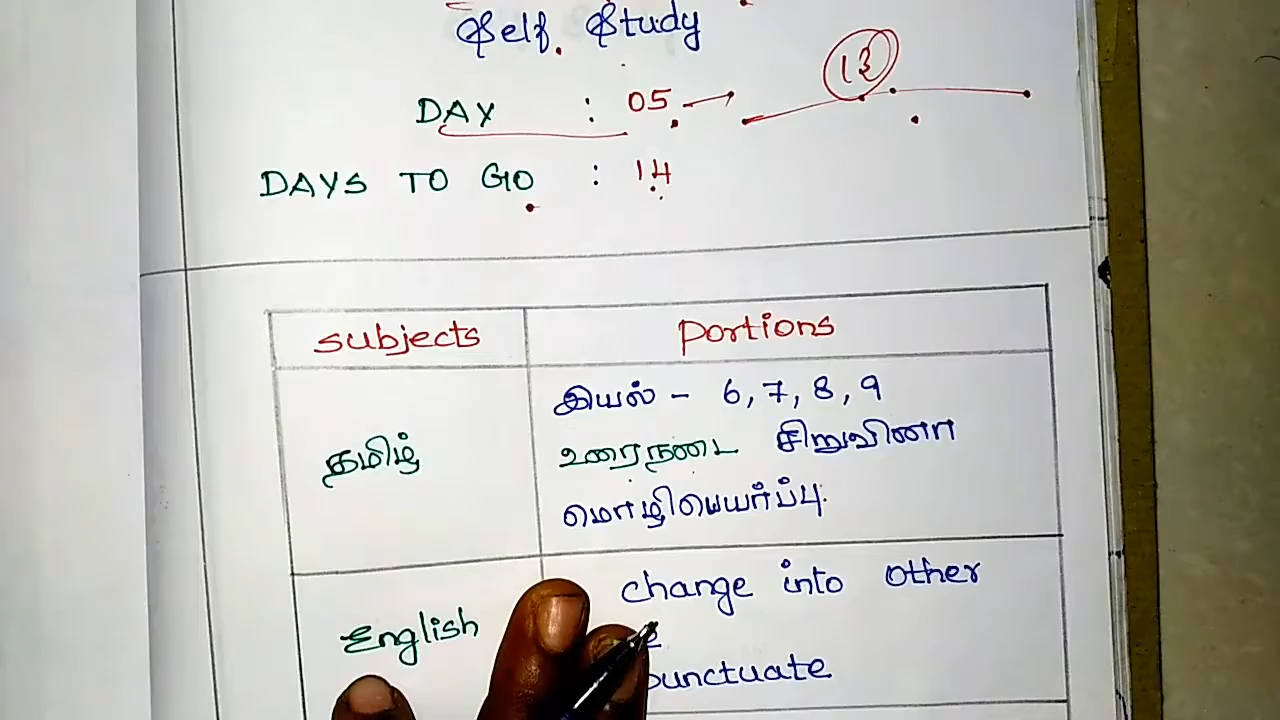 Self Study
DAY : 05 → 13
DAYS TO GO : 14
Subjects Portions
தமிழ்
இயல் - 6, 7, 8, 9
உரைநடை சிறுவினா
மொழிபெயர்ப்பு.
English
change into other
punctuate